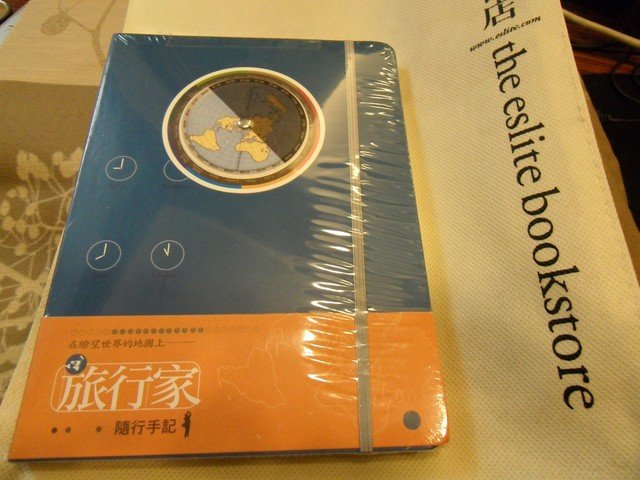 店
www.eslite.com
the eslite bookstore
在瞭望世界的地圖上
旅行家
隨行手記